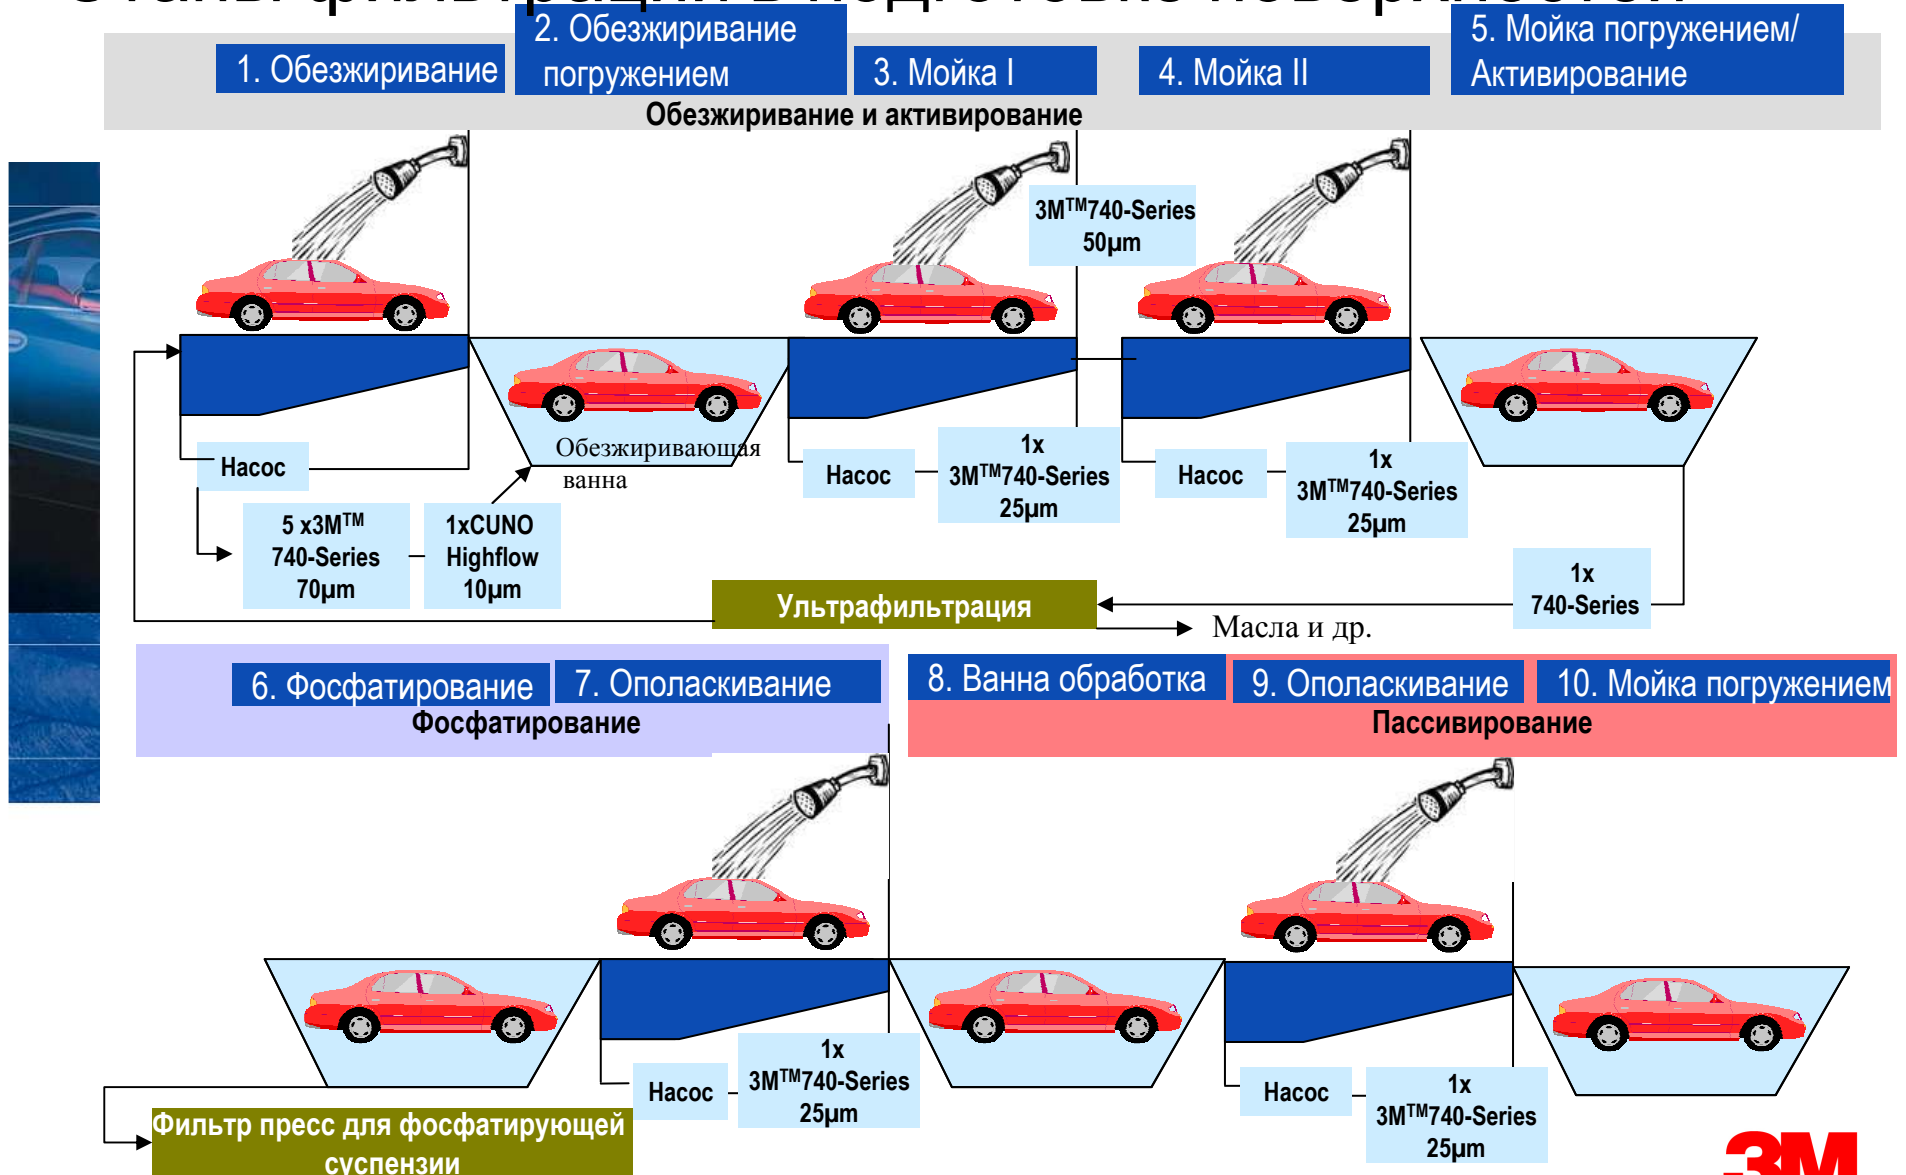 Этапы фильтрации в подготовке поверхностей
1. Обезжиривание
2. Обезжиривание
погружением
3. Мойка I
4. Мойка II
5. Мойка погружением/
Активирование
Обезжиривание и активирование
3M™740-Series
50µm
Обезжиривающая
ванна
Насос
5 x3M™
740-Series
70µm
1xCUNO
Highflow
10µm
Насос
1x
3M™740-Series
25µm
Насос
1x
3M™740-Series
25µm
1x
740-Series
Ультрафильтрация
Масла и др.
6. Фосфатирование
7. Ополаскивание
Фосфатирование
8. Ванна обработка
9. Ополаскивание
10. Мойка погружением
Пассивирование
Насос
1x
3M™740-Series
25µm
Насос
1x
3M™740-Series
25µm
Фильтр пресс для фосфатирующей
суспензии
3M